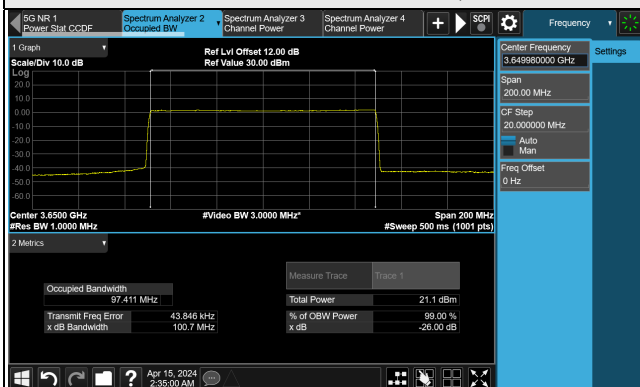 5G NR 1
Power Stat CCDF
Spectrum Analyzer 2
Occupied BW
Spectrum Analyzer 3
Channel Power
Spectrum Analyzer 4
Channel Power
SCPI
Frequency
1 Graph
Scale/Div 10.0 dB
Ref Lvl Offset 12.00 dB
Ref Value 30.00 dBm
Log
20.0
10.0
0.00
-10.0
-20.0
-30.0
-40.0
-50.0
-60.0
Center 3.6500 GHz
#Res BW 1.0000 MHz
#Video BW 3.0000 MHz*
Span 200 MHz
#Sweep 500 ms (1001 pts)
2 Metrics
Measure Trace
Trace 1
Occupied Bandwidth
97.411 MHz
Total Power
21.1 dBm
Transmit Freq Error
43.846 kHz
% of OBW Power
99.00 %
x dB Bandwidth
100.7 MHz
x dB
-26.00 dB
Center Frequency
3.649980000 GHz
Settings
Span
200.00 MHz
CF Step
20.000000 MHz
Auto
Man
Freq Offset
0 Hz
?
Apr 15, 2024
2:35:00 AM